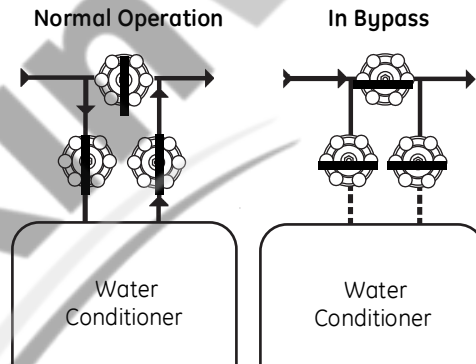 Normal Operation
In Bypass
Water
Conditioner
Water
Conditioner